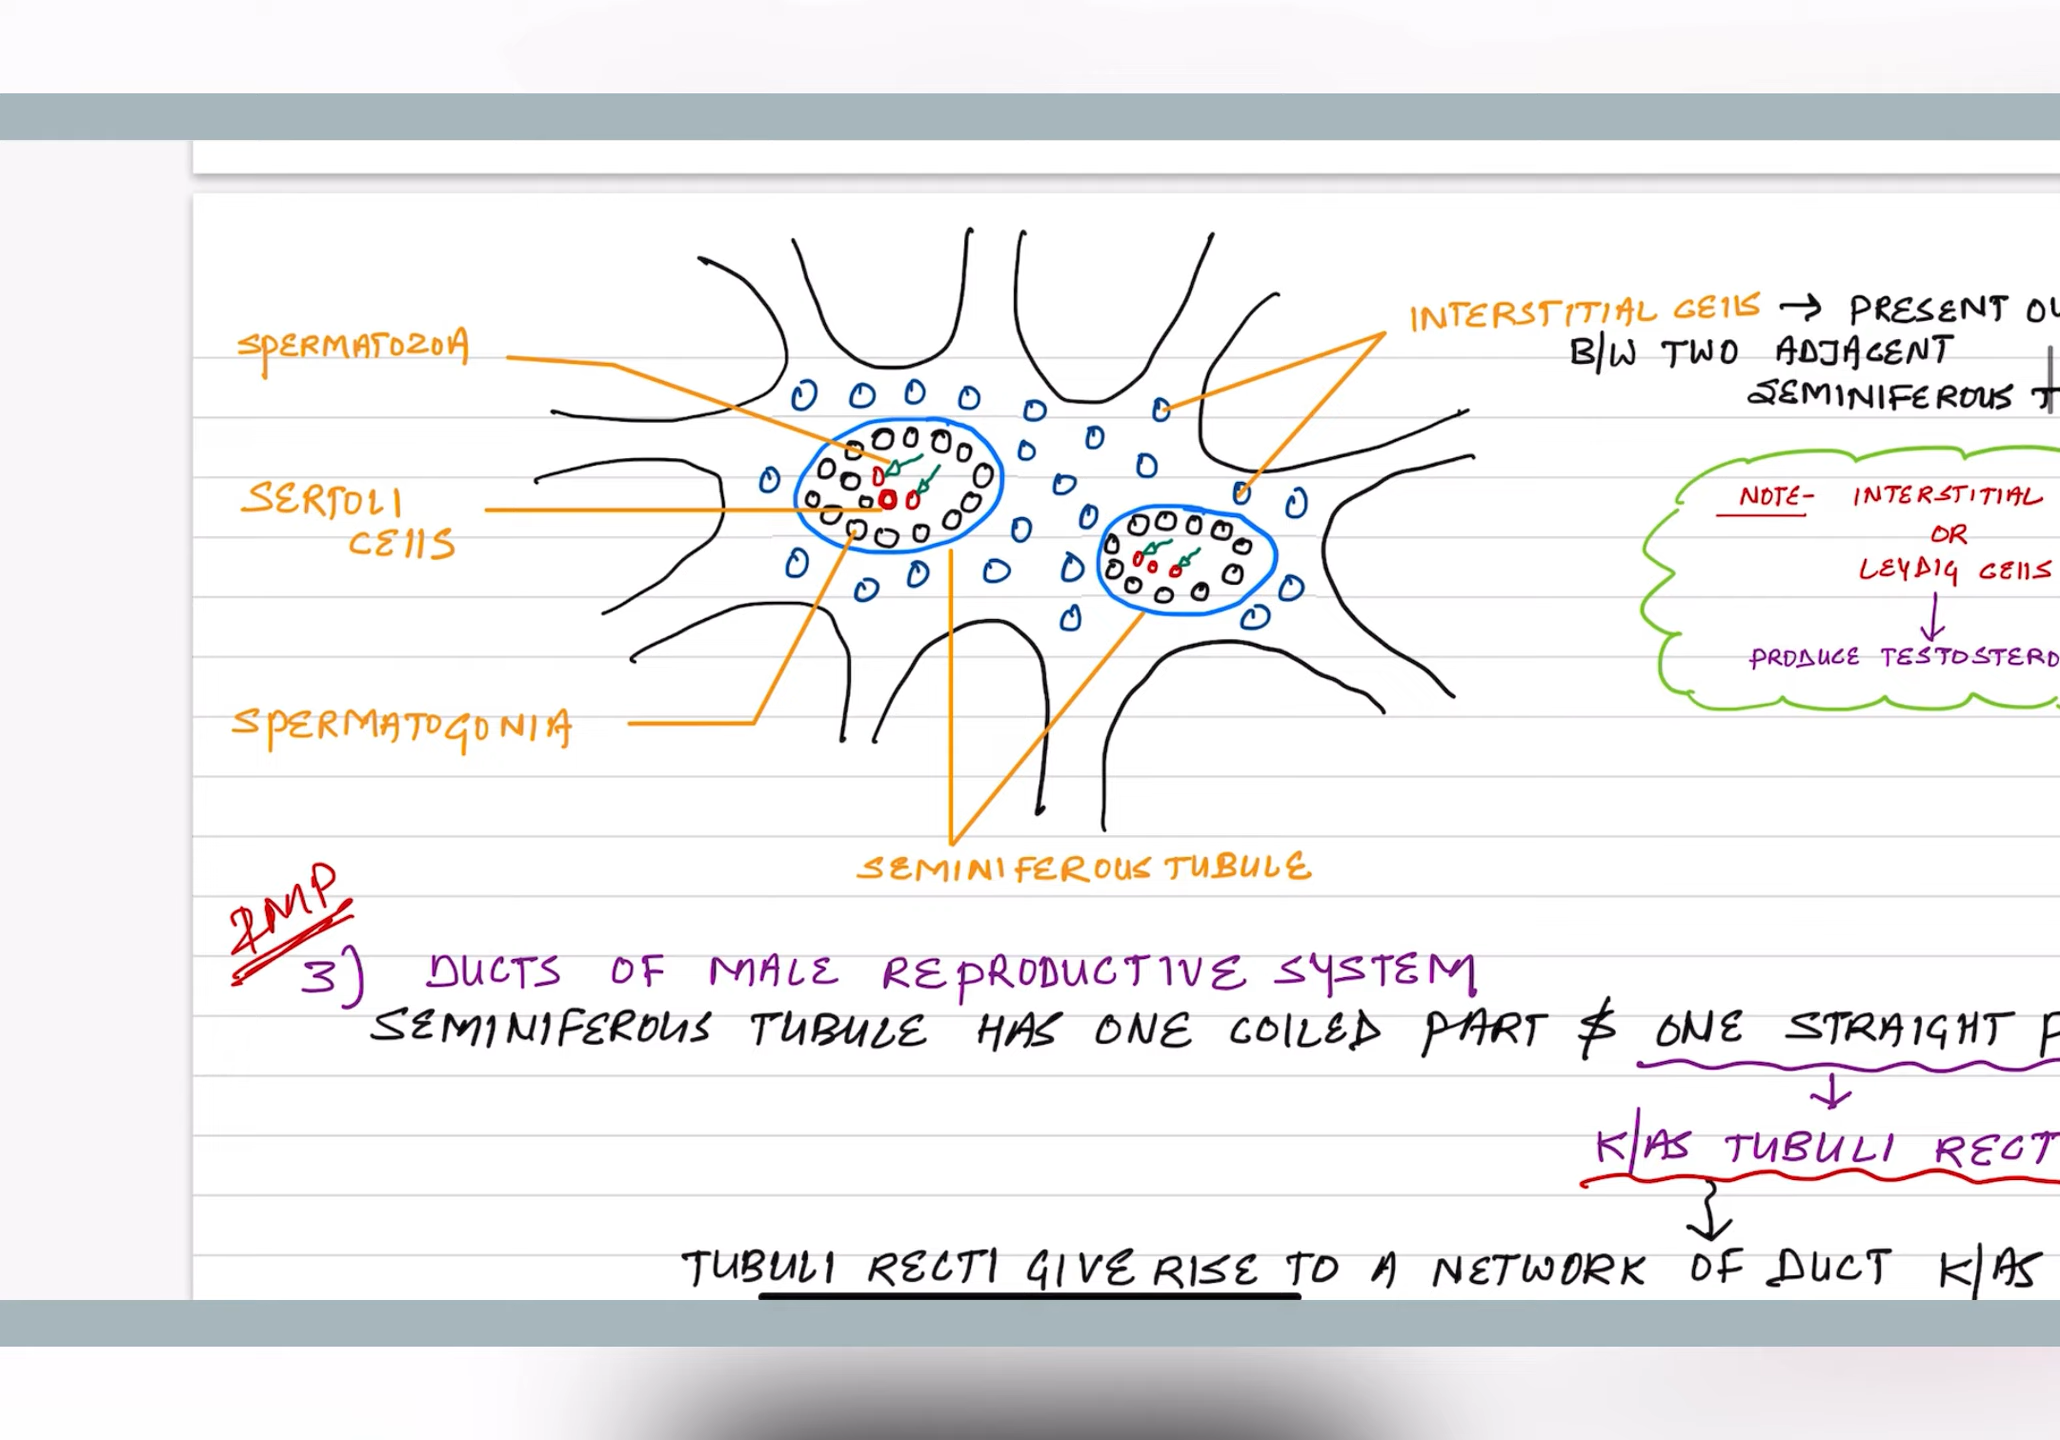 SPERMATOZOA
SERTOLI
CELLS
SPERMATOGONIA
SEMINIFEROUS TUBULE
INTERSTITIAL CELLS → PRESENT
B/W TWO ADJACENT
SEMINIFEROUS
NOTE- INTERSTITIAL
OR
LEYDIG CELLS
↓
PRODUCE TESTOSTERO
IMP
3) DUCTS OF MALE REPRODUCTIVE SYSTEM
SEMINIFEROUS TUBULE HAS ONE COILED PART & ONE STRAIGHT
↓
K/AS TUBULI RECT
↓
TUBULI RECTI GIVE RISE TO A NETWORK OF DUCT K/AS